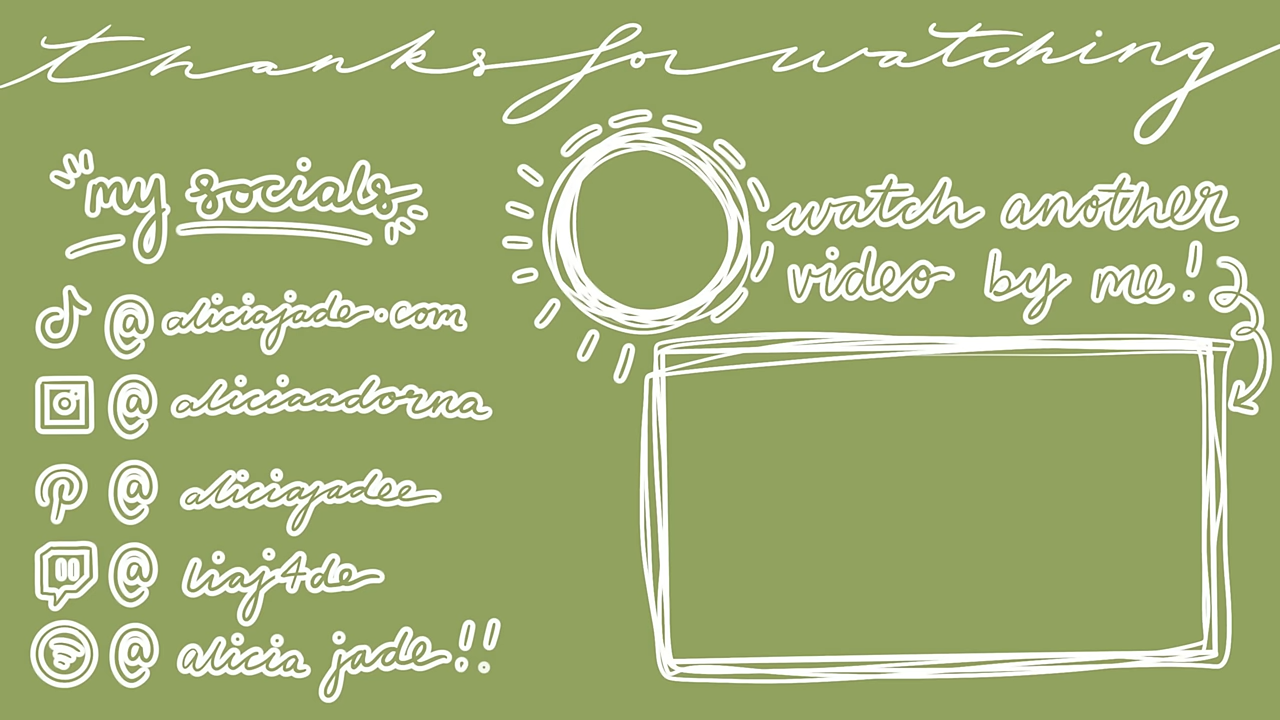 thanks for watching
my socials
@aliciajade.com
@aliciaadorna
@aliciajadee
@liaj4de
@alicia jade!!
watch another
video by me!